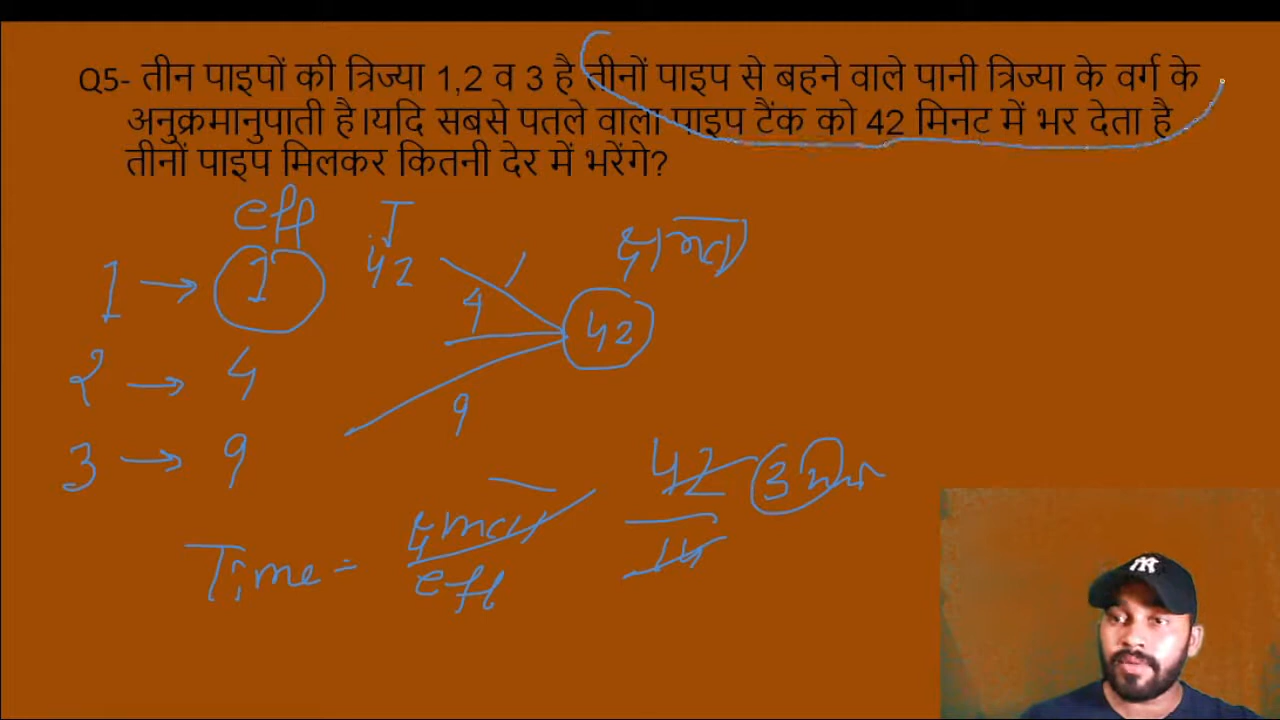 Q5- तीन पाइपों की त्रिज्या 1,2 व 3 है तीनों पाइप से बहने वाले पानी त्रिज्या के वर्ग के
अनुक्रमानुपाती है।यदि सबसे पतले वाला पाइप टैंक को 42 मिनट में भर देता है
तीनों पाइप मिलकर कितनी देर में भरेंगे?
eff T
1 → 1 42 1 क्षमता
4 42
2 → 4
9
3 → 9
42 3 मिनट
Time = क्षमता
eff 14